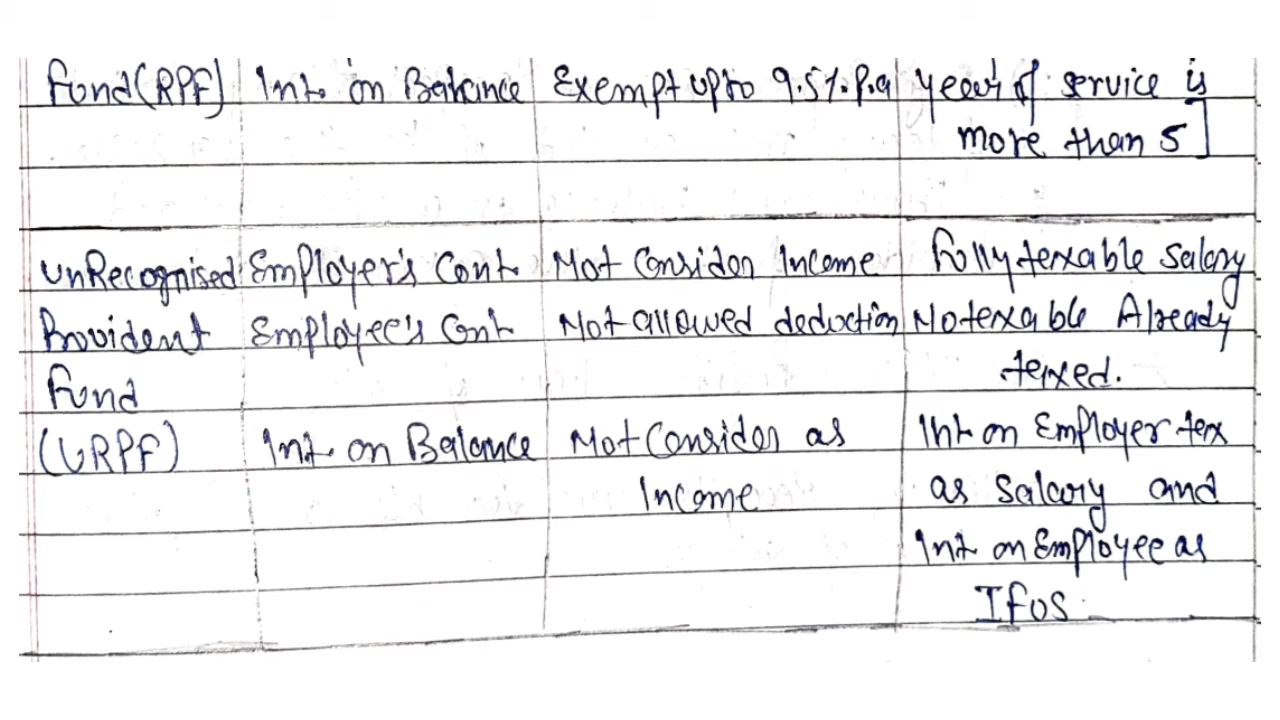 Fund (RPF) Int. on Balance Exempt upto 9.5%. P.a year of service is
more than 5]
UnRecognised Employer's Cont Not Consider Income Fully taxable Salary
Provident Employee's Cont Not allowed deduction No taxable Already
Fund taxed.
(URPF) Int. on Balance Not Consider as Int on Employer tax
Income as Salary and
Int on Employee as
IFOS